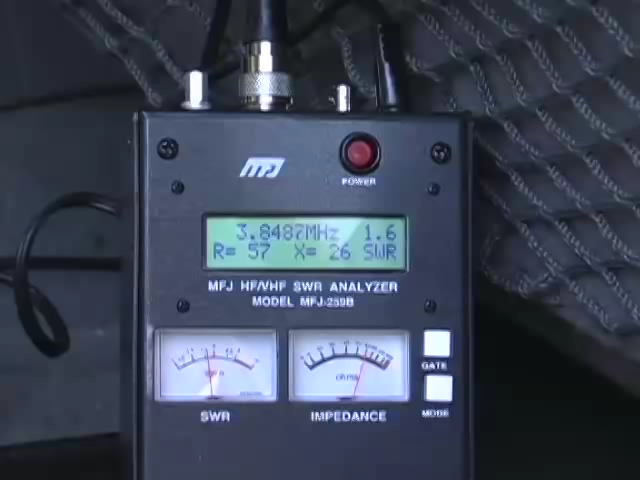 MFJ
POWER
3.8487MHz 1.6
R= 57 X= 26 SWR
MFJ HF/VHF SWR ANALYZER
MODEL MFJ-259B
GATE
MODE
SWR
IMPEDANCE